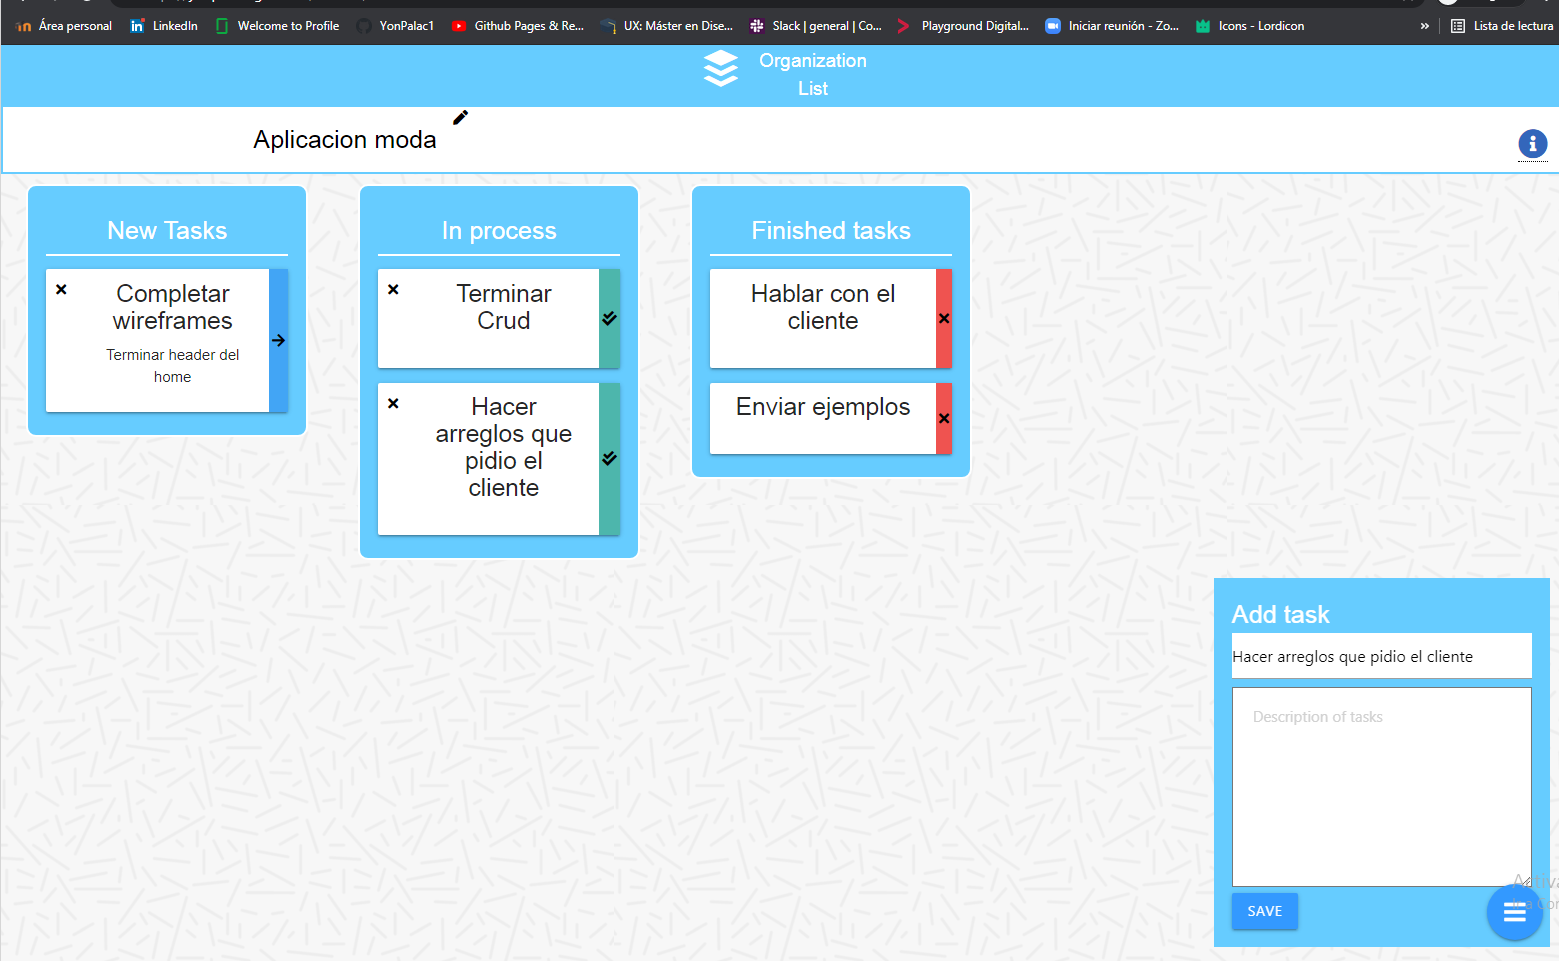 Área personal LinkedIn Welcome to Profile YonPalac1 Github Pages & Re... UX: Máster en Dise... Slack | general | Co... Playground Digital... Iniciar reunión - Zo... Icons - Lordicon » Lista de lectura
Organization
List
Aplicacion moda
New Tasks
Completar
wireframes
Terminar header del
home
In process
Terminar
Crud
Hacer
arreglos que
pidio el
cliente
Finished tasks
Hablar con el
cliente
Enviar ejemplos
Add task
Hacer arreglos que pidio el cliente
Description of tasks
SAVE